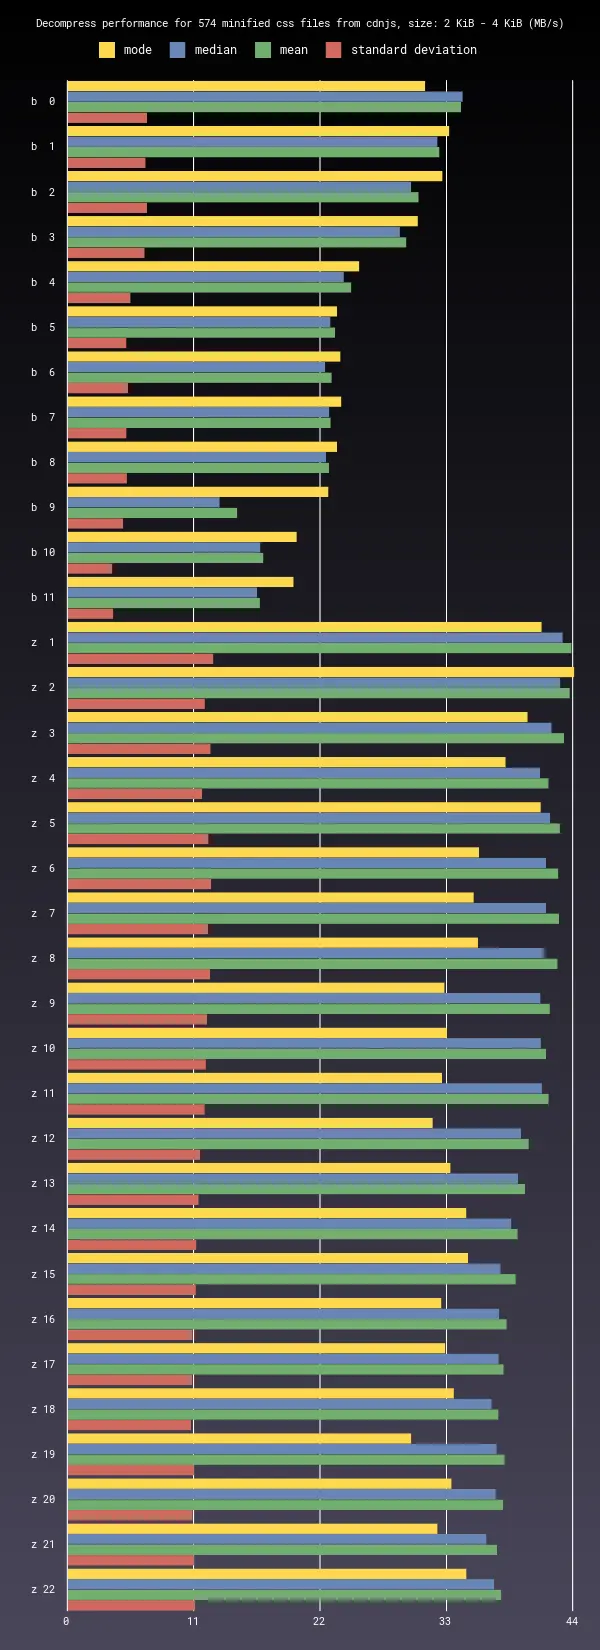 Decompress performance for 574 minified css files from cdnjs, size: 2 KiB - 4 KiB (MB/s)
mode median mean standard deviation
b 0
b 1
b 2
b 3
b 4
b 5
b 6
b 7
b 8
b 9
b 10
b 11
z 1
z 2
z 3
z 4
z 5
z 6
z 7
z 8
z 9
z 10
z 11
z 12
z 13
z 14
z 15
z 16
z 17
z 18
z 19
z 20
z 21
z 22
0 11 22 33 44